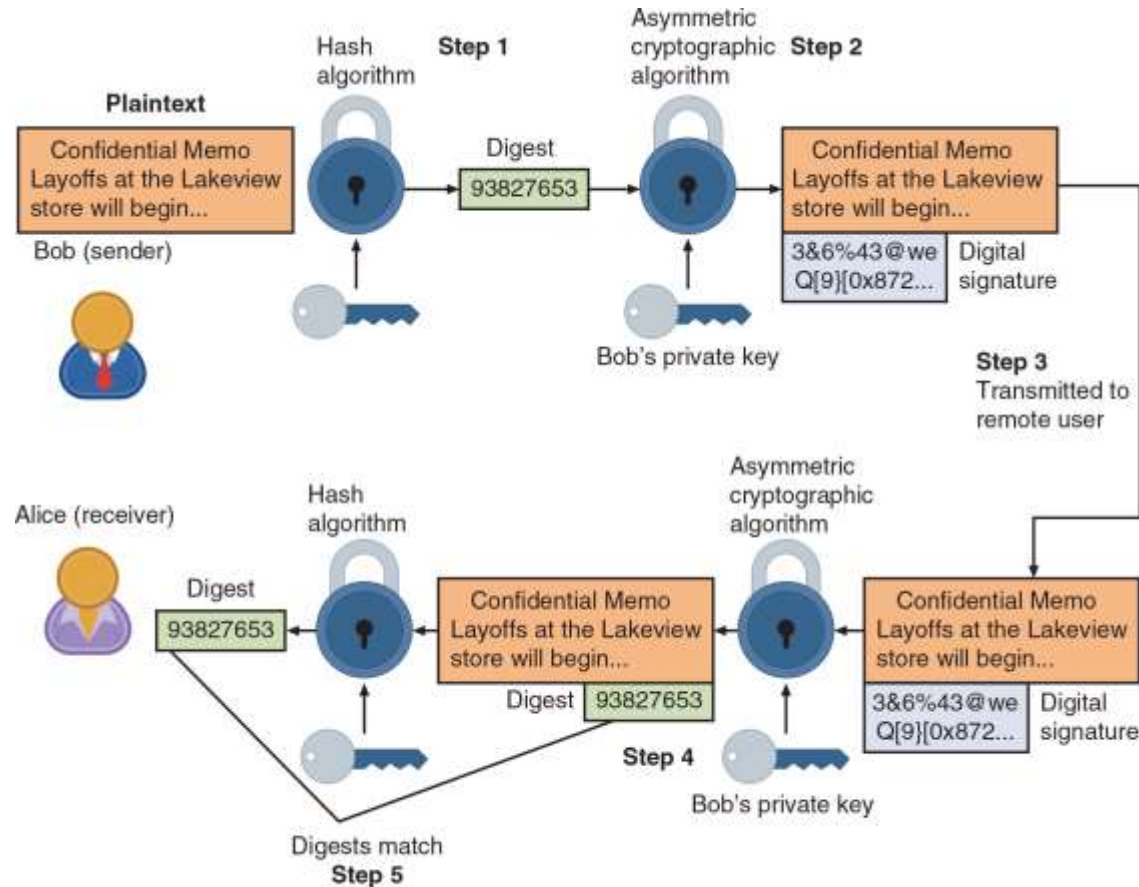 Hash
algorithm
Step 1
Asymmetric
cryptographic
algorithm
Step 2
Plaintext
Confidential Memo
Layoffs at the Lakeview
store will begin...
Digest
93827653
Confidential Memo
Layoffs at the Lakeview
store will begin...
Bob (sender)
3&6%43@we
Q[9}[0x872...
Digital
signature
Bob's private key
Step 3
Transmitted to
remote user
Alice (receiver)
Hash
algorithm
Asymmetric
cryptographic
algorithm
Digest
93827653
Confidential Memo
Layoffs at the Lakeview
store will begin...
Digest
93827653
Confidential Memo
Layoffs at the Lakeview
store will begin...
3&6%43@we
Q[9}[0x872...
Digital
signature
Step 4
Bob's private key
Digests match
Step 5